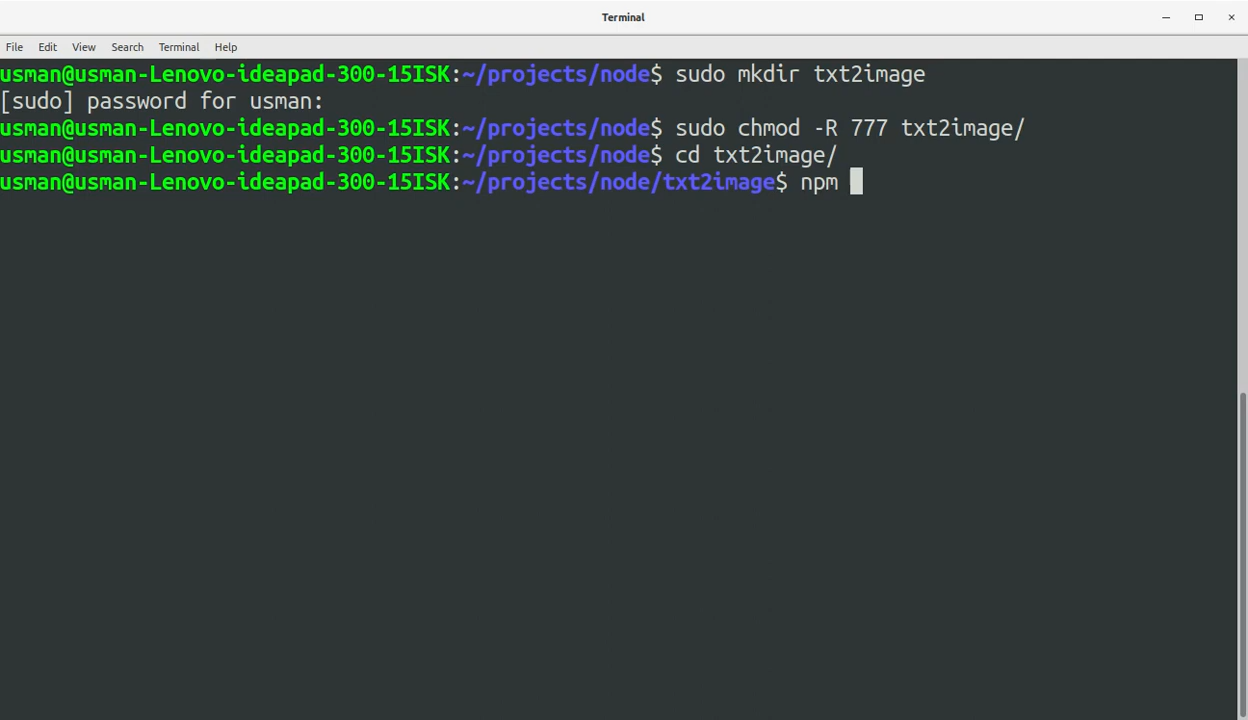 Terminal
File Edit View Search Terminal Help
usman@usman-Lenovo-ideapad-300-15ISK:~/projects/node$ sudo mkdir txt2image
[sudo] password for usman:
usman@usman-Lenovo-ideapad-300-15ISK:~/projects/node$ sudo chmod -R 777 txt2image/
usman@usman-Lenovo-ideapad-300-15ISK:~/projects/node$ cd txt2image/
usman@usman-Lenovo-ideapad-300-15ISK:~/projects/node/txt2image$ npm